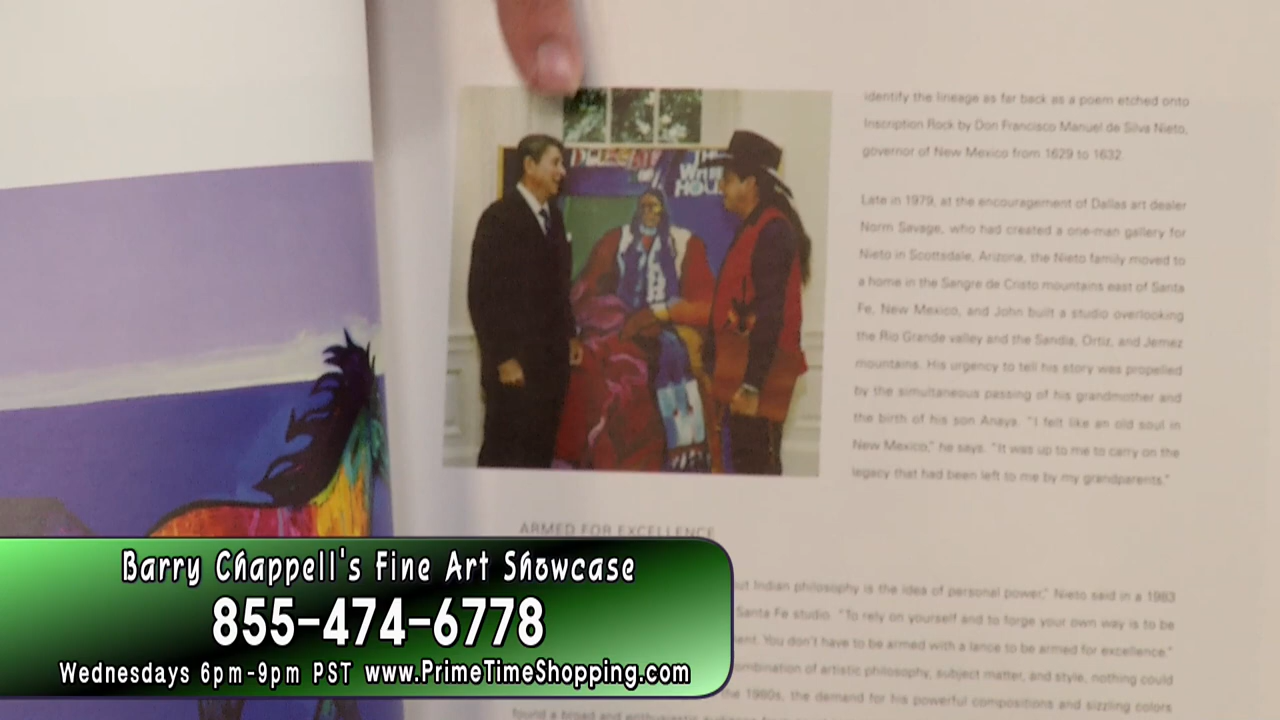 DELEGATE
identify the lineage as far back as a poem etched onto
Inscription Rock by Don Francisco Manuel de Silva Nieto,
governor of New Mexico from 1629 to 1632.
Late in 1979, at the encouragement of Dallas art dealer
Norm Savage, who had created a one-man gallery for
Nieto in Scottsdale, Arizona, the Nieto family moved to
a home in the Sangre de Cristo mountains east of Santa
Fe, New Mexico, and John built a studio overlooking
the Rio Grande valley and the Sandia, Ortiz, and Jemez
mountains. His urgency to tell his story was propelled
by the simultaneous passing of his grandmother and
the birth of his son Anaya. "I felt like an old soul in
New Mexico," he says. "It was up to me to carry on the
legacy that had been left to me by my grandparents."
ARMED FOR EXCELLENCE
Indian philosophy is the idea of personal power," Nieto said in a 1983
Santa Fe studio. "To rely on yourself and to forge your own way is to be
You don't have to be armed with a lance to be armed for excellence."
of artistic philosophy, subject matter, and style, nothing could
1980s, the demand for his powerful compositions and sizzling colors
found a broad and enthusiastic
Barry Chappell's Fine Art Showcase
855-474-6778
Wednesdays 6pm-9pm PST www.PrimeTimeShopping.com